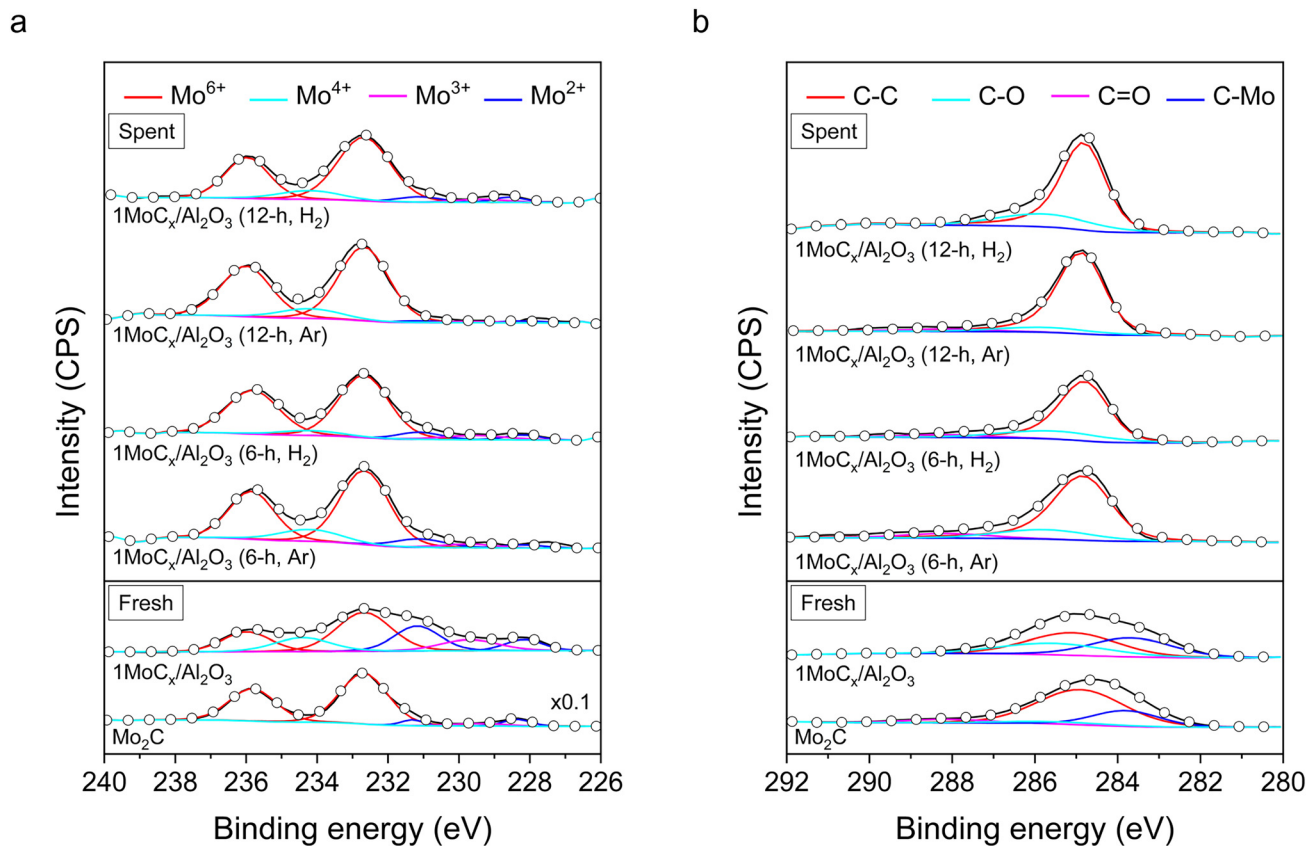 a
Intensity (CPS)
Mo6+ Mo4+ Mo3+ Mo2+
Spent
1MoCx/Al2O3 (12-h, H2)
1MoCx/Al2O3 (12-h, Ar)
1MoCx/Al2O3 (6-h, H2)
1MoCx/Al2O3 (6-h, Ar)
Fresh
1MoCx/Al2O3
x0.1
Mo2C
240 238 236 234 232 230 228 226
Binding energy (eV)
b
Intensity (CPS)
C-C C-O C=O C-Mo
Spent
1MoCx/Al2O3 (12-h, H2)
1MoCx/Al2O3 (12-h, Ar)
1MoCx/Al2O3 (6-h, H2)
1MoCx/Al2O3 (6-h, Ar)
Fresh
1MoCx/Al2O3
Mo2C
292 290 288 286 284 282 280
Binding energy (eV)